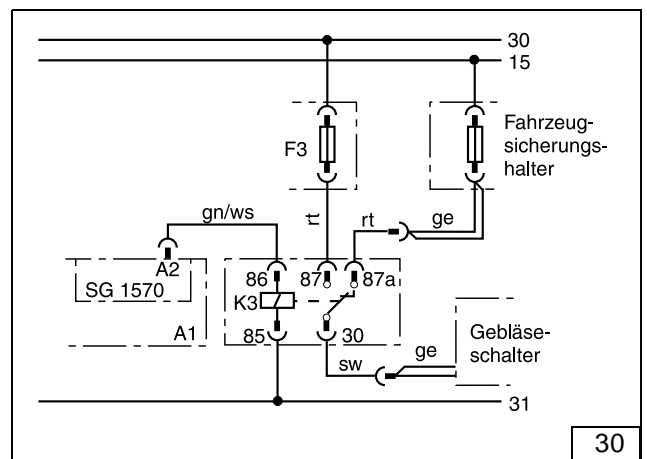 30
15
Fahrzeug-
sicherungs-
halter
F3
gn/ws
rt
rt
ge
A2
SG 1570
A1
86
87
87a
K3
85
30
Gebläse-
schalter
sw
ge
31
30